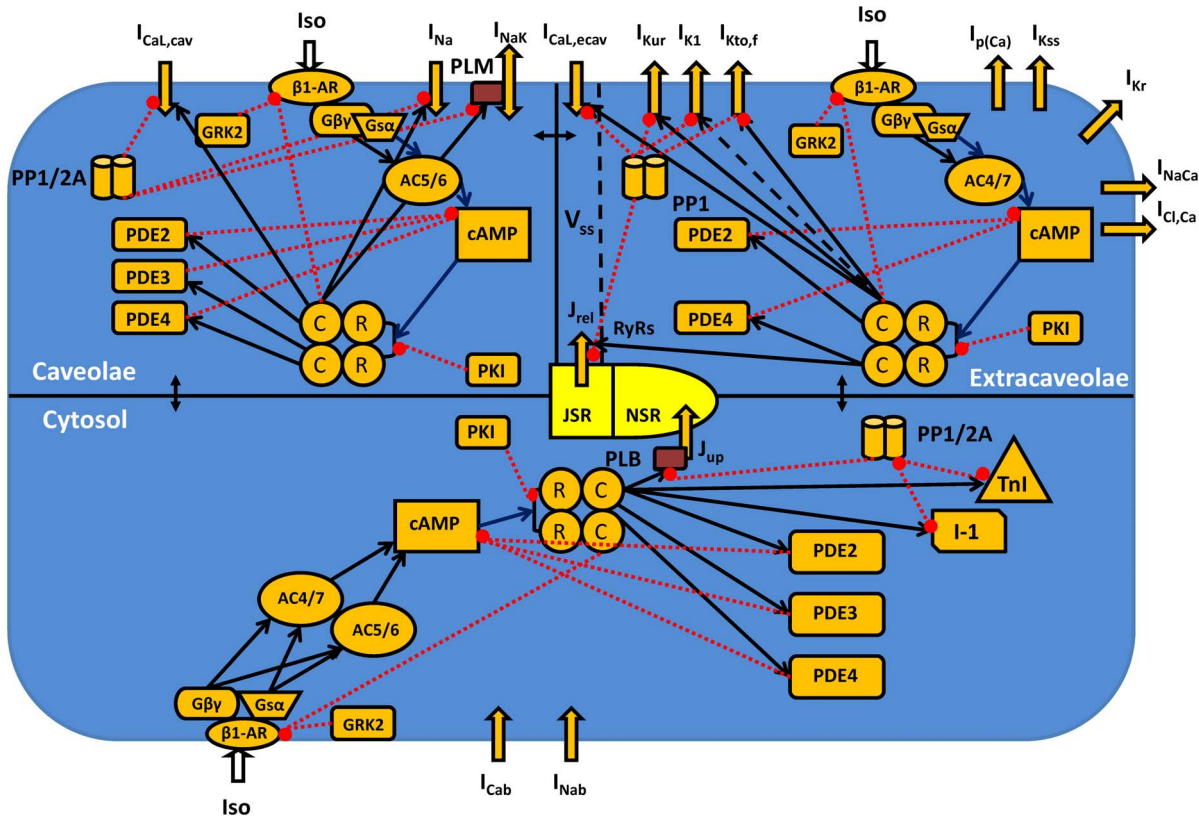 Iso
Iso
I_CaL,cav
I_Na
I_NaK
I_CaL,ecav
I_Kur
I_K1
I_Kto,f
I_p(Ca)
I_Kss
I_Kr
PLM
β1-AR
β1-AR
GRK2
Gβγ
Gsα
GRK2
Gβγ
Gsα
PP1/2A
AC5/6
PP1
AC4/7
I_NaCa
I_Cl,Ca
PDE2
cAMP
V_ss
PDE2
cAMP
PDE3
PDE4
C
R
J_rel
RyRs
PDE4
C
R
PKI
C
R
PKI
C
R
Caveolae
Extracaveolae
Cytosol
JSR
NSR
PKI
PLB
J_up
PP1/2A
TnI
R
C
cAMP
R
C
I-1
PDE2
AC4/7
PDE3
AC5/6
PDE4
Gβγ
Gsα
β1-AR
GRK2
Iso
I_Cab
I_Nab